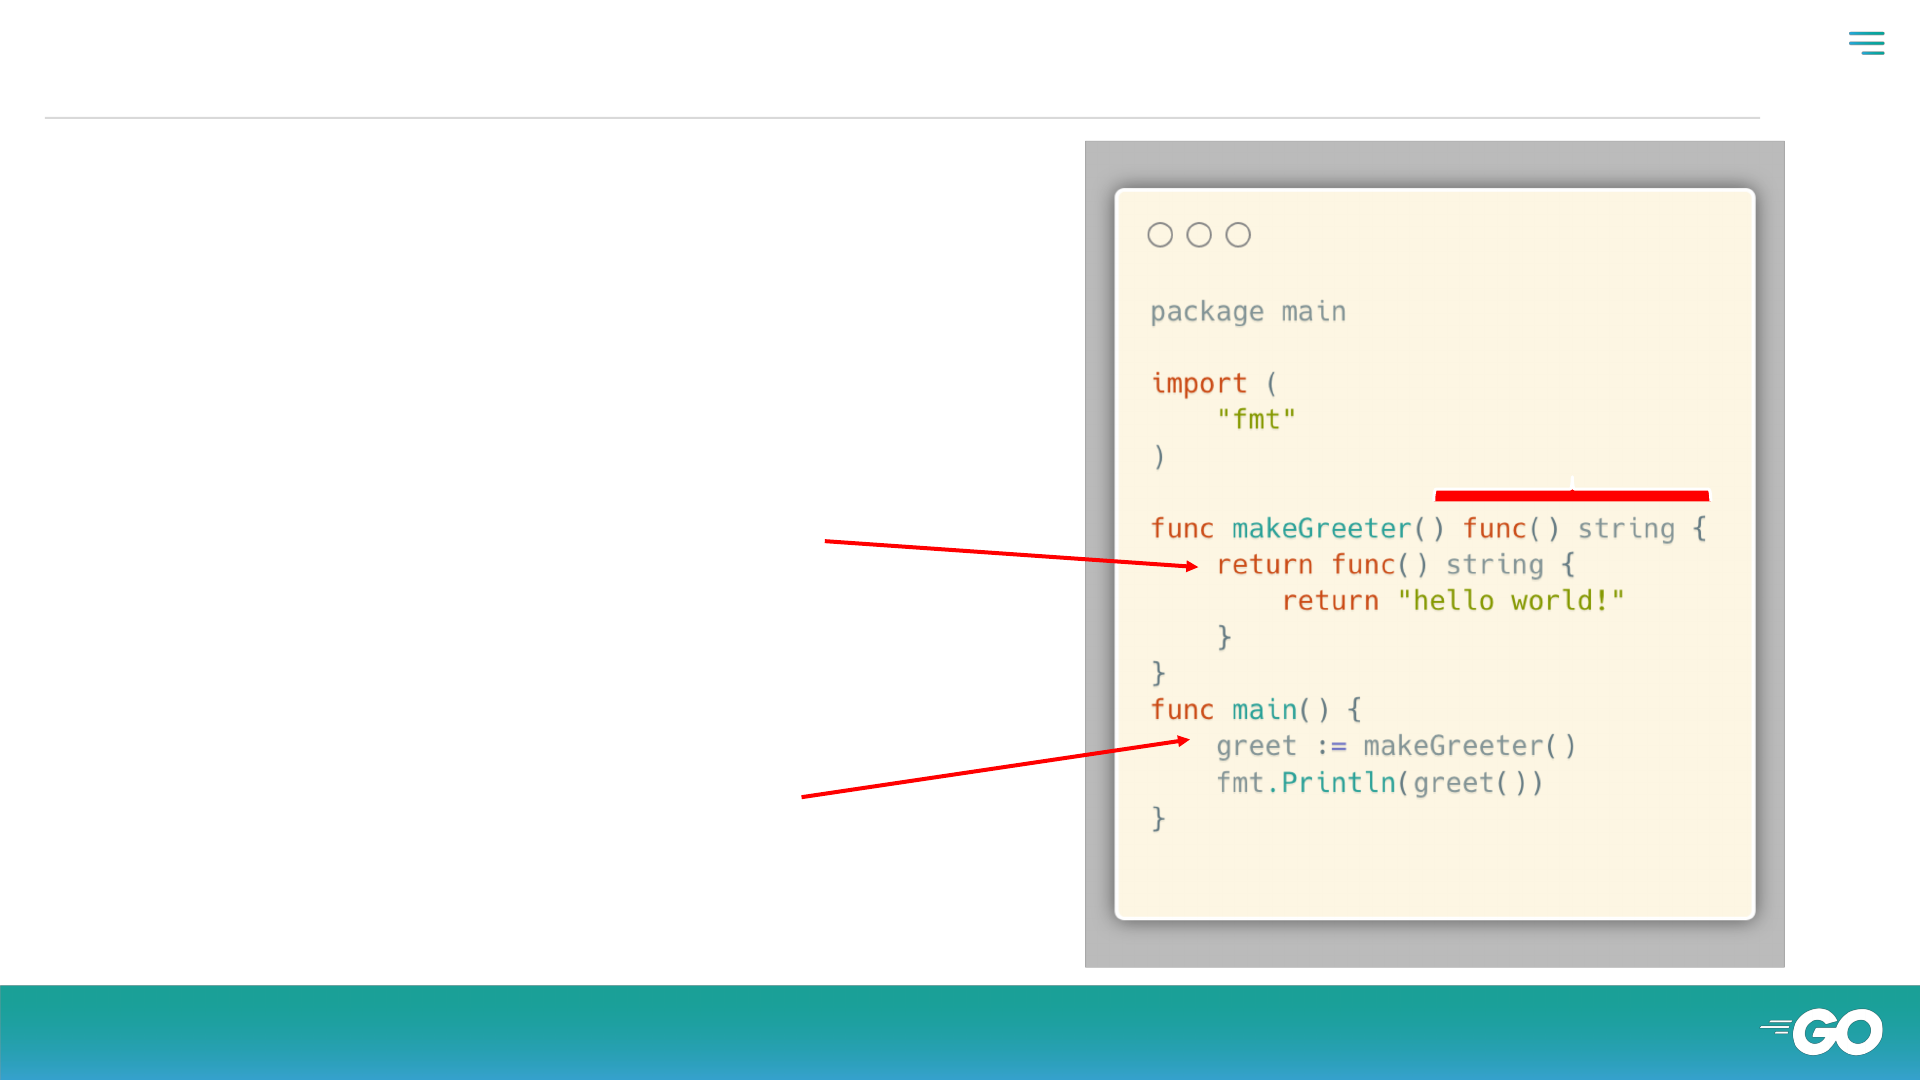 package main
import (
    "fmt"
)
func makeGreeter() func() string {
    return func() string {
        return "hello world!"
    }
}
func main() {
    greet := makeGreeter()
    fmt.Println(greet())
}
GO